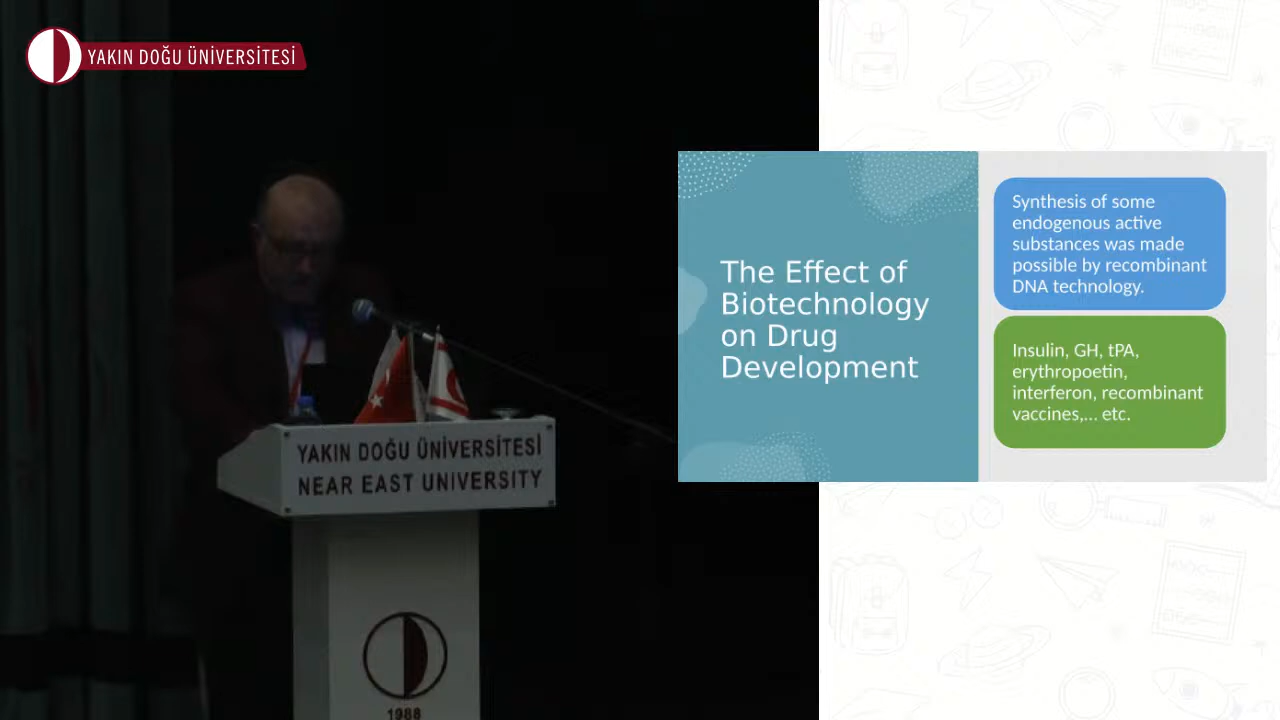 YAKIN DOĞU ÜNİVERSİTESİ
The Effect of
Biotechnology
on Drug
Development
Synthesis of some
endogenous active
substances was made
possible by recombinant
DNA technology.
Insulin, GH, tPA,
erythropoetin,
interferon, recombinant
vaccines,... etc.
YAKIN DOĞU ÜNİVERSİTESİ
NEAR EAST UNIVERSITY
1988